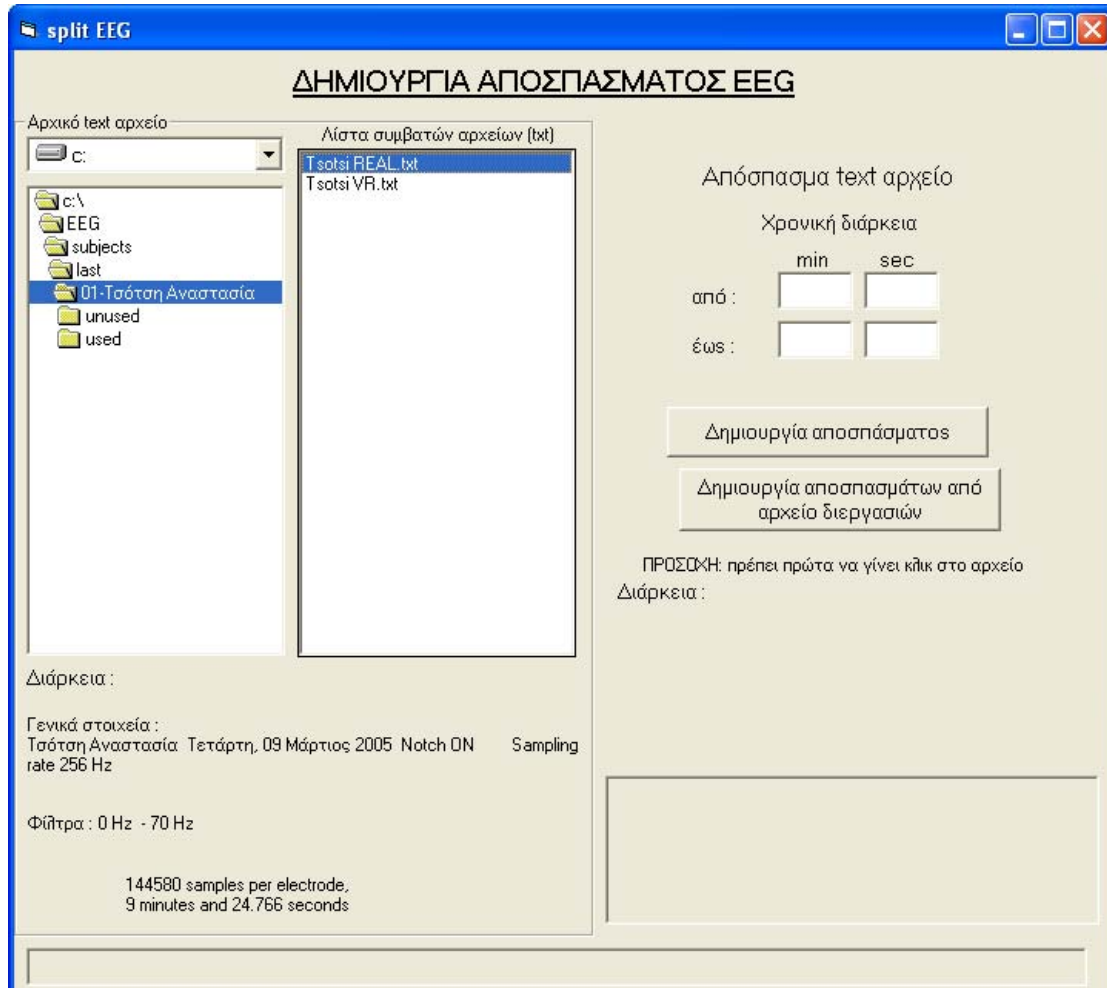 split EEG
ΔΗΜΙΟΥΡΓΙΑ ΑΠΟΣΠΑΣΜΑΤΟΣ EEG
Αρχικό text αρχείο
c:
c:\
EEG
subjects
last
01-Τσότση Αναστασία
unused
used
Λίστα συμβατών αρχείων (txt)
Tsotsi REAL.txt
Tsotsi VR.txt
Διάρκεια :
Γενικά στοιχεία :
Τσότση Αναστασία Τετάρτη, 09 Μάρτιος 2005 Notch ON Sampling
rate 256 Hz
Φίλτρα : 0 Hz - 70 Hz
144580 samples per electrode,
9 minutes and 24.766 seconds
Απόσπασμα text αρχείο
Χρονική διάρκεια
min sec
από :
έως :
Δημιουργία αποσπάσματος
Δημιουργία αποσπασμάτων από
αρχείο διεργασιών
ΠΡΟΣΟΧΗ: πρέπει πρώτα να γίνει κλικ στο αρχείο
Διάρκεια :